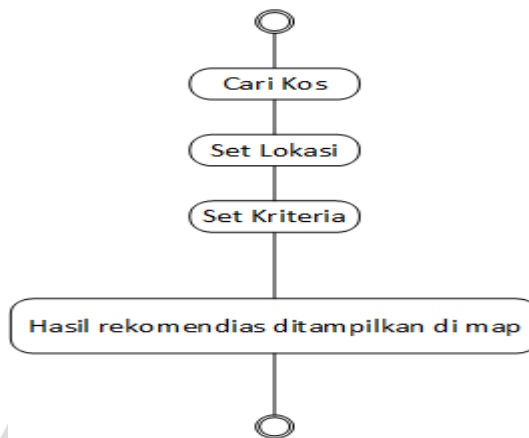 Cari Kos
Set Lokasi
Set Kriteria
Hasil rekomendias ditampilkan di map